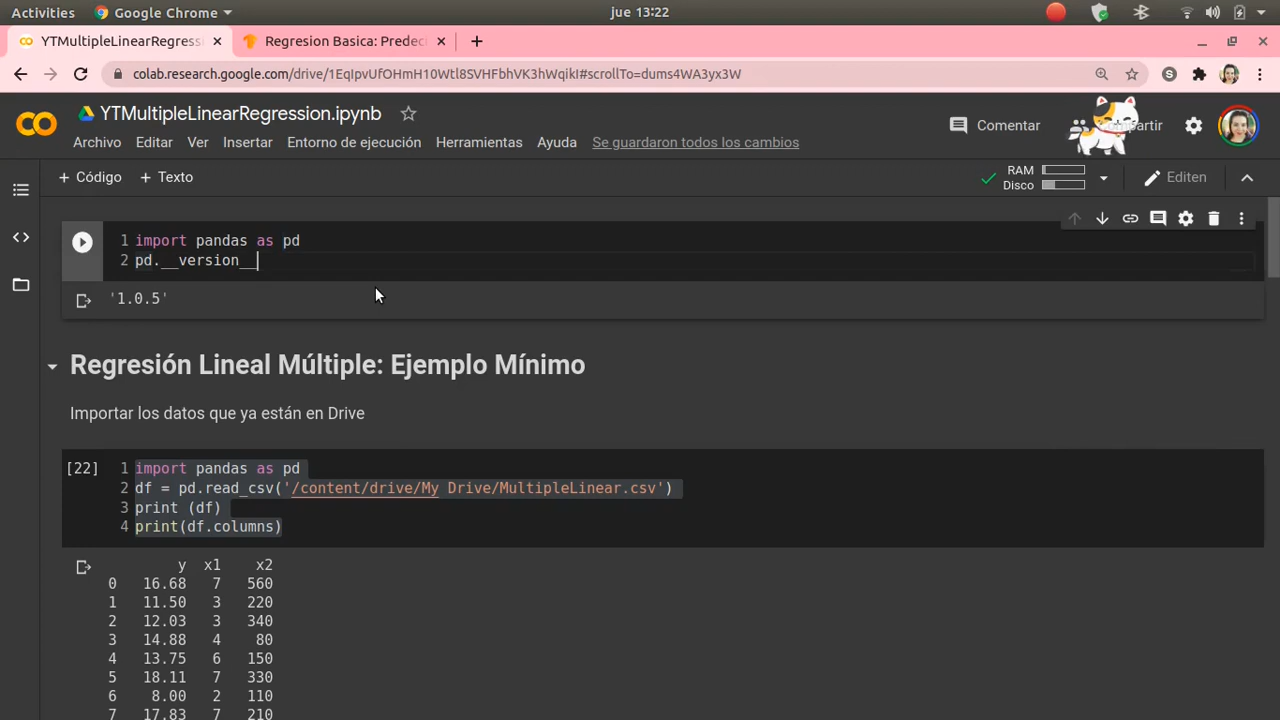 Activities Google Chrome jue 13:22
YTMultipleLinearRegress Regresion Basica: Predec
colab.research.google.com/drive/1EqIpvUfOHmH10Wtl8SVHFbhVK3hWqikI#scrollTo=dums4WA3yx3W S
YTMultipleLinearRegression.ipynb
Comentar
Archivo Editar Ver Insertar Entorno de ejecución Herramientas Ayuda Se guardaron todos los cambios
+ Código + Texto RAM Disco Editen
1 import pandas as pd
2 pd.__version__
'1.0.5'
Regresión Lineal Múltiple: Ejemplo Mínimo
Importar los datos que ya están en Drive
[22] 1 import pandas as pd
2 df = pd.read_csv('/content/drive/My Drive/MultipleLinear.csv')
3 print (df)
4 print(df.columns)
y x1 x2
0 16.68 7 560
1 11.50 3 220
2 12.03 3 340
3 14.88 4 80
4 13.75 6 150
5 18.11 7 330
6 8.00 2 110
7 17.83 7 210